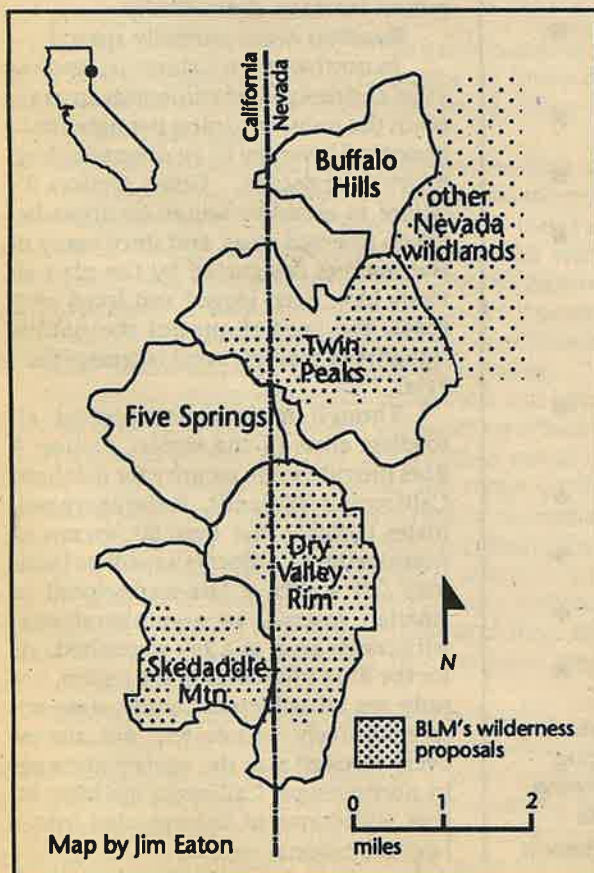 California
Nevada
Buffalo
Hills
other
Nevada
wildlands
Twin
Peaks
Five Springs
Dry
Valley
Rim
Skedaddle
Mtn
N
BLM's wilderness
proposals
0 1 2
miles
Map by Jim Eaton